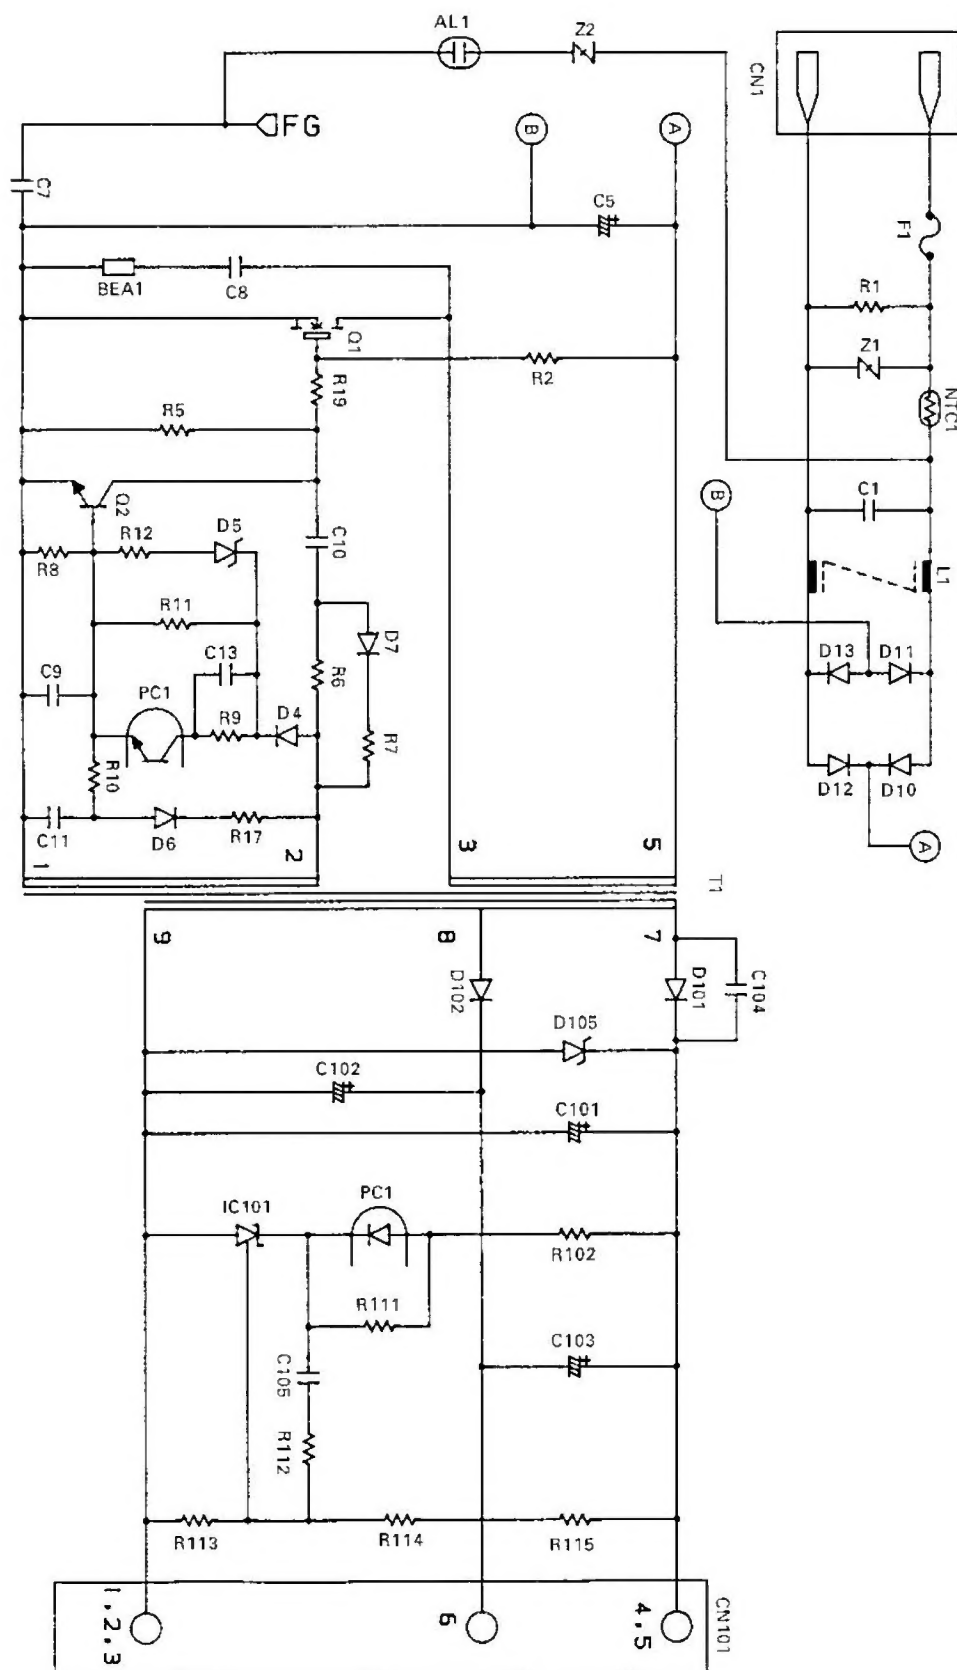 AL1
Z2
CN1
FG
B
A
C7
C5
F1
BEA1
C8
R1
Q1
Z1
R2
R19
NTC1
R5
Q2
B
C1
D5
R12
C10
L1
R8
R11
D7
D13
D11
C13
R6
C9
PC1
R9
D4
R7
R10
D12
D10
C11
D6
R17
A
1
2
3
5
T1
9
8
7
D102
D101
C104
D105
C102
C101
IC101
PC1
R102
R111
C103
C105
R112
R113
R114
R115
1,2,3
6
4,5
CN101